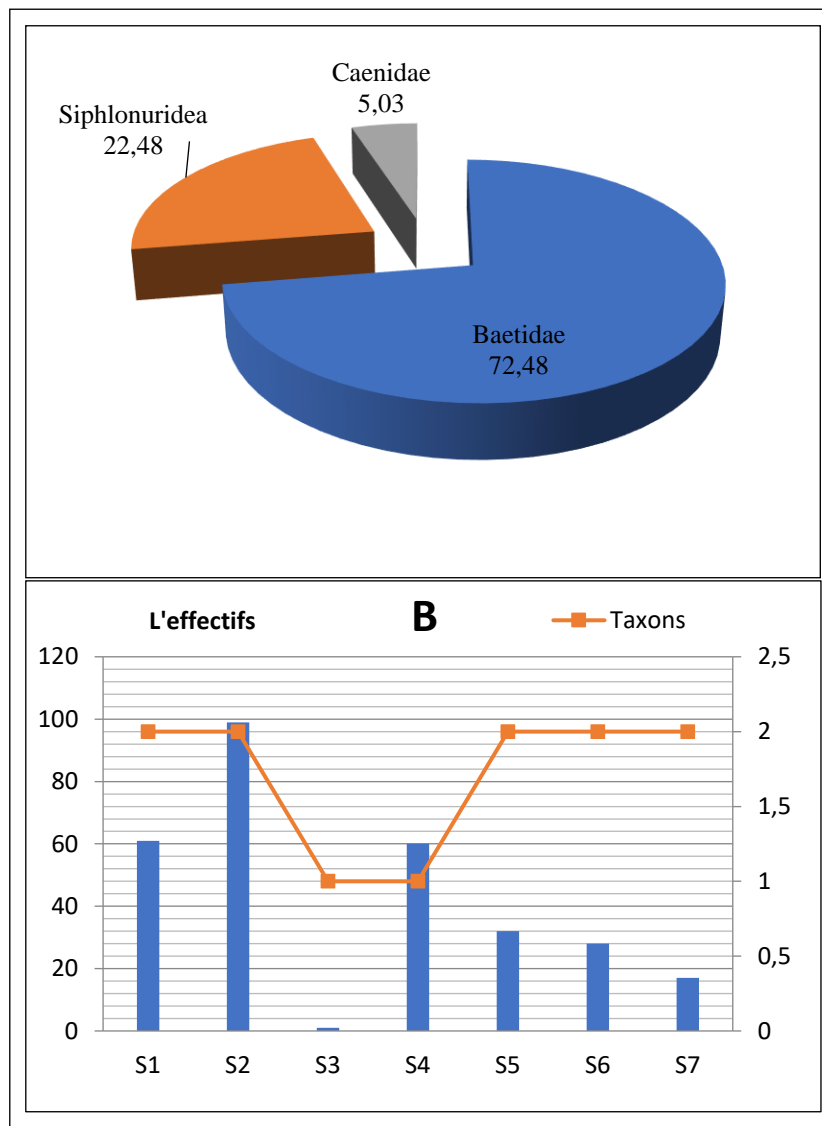 Caenidae
5,03
Siphlonuridea
22,48
Baetidae
72,48
L'effectifs B Taxons
120 2,5
100 2
80 1,5
60 1
40 0,5
20 0
0
S1 S2 S3 S4 S5 S6 S7